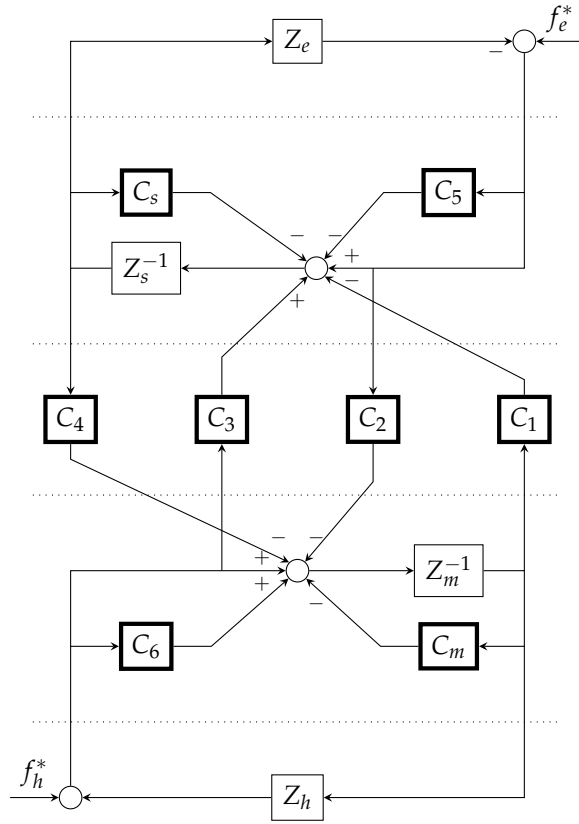 Z_e − f_e^*
C_s C_5
− − + −
Z_s^{-1}
+
C_4 C_3 C_2 C_1
− −
+ +
Z_m^{-1}
−
C_6 C_m
f_h^*
Z_h